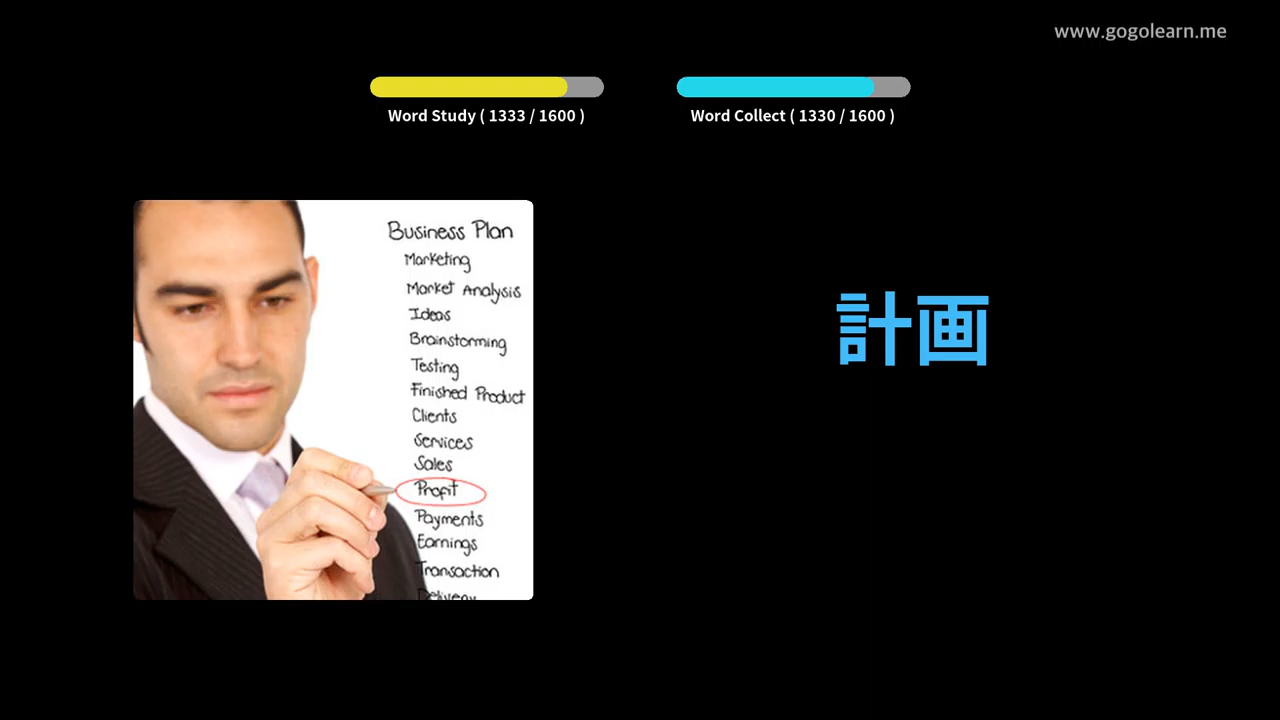 www.gogolearn.me
Word Study ( 1333 / 1600 )
Word Collect ( 1330 / 1600 )
Business Plan
Marketing
Market Analysis
Ideas
Brainstorming
Testing
Finished Product
Clients
Services
Sales
Profit
Payments
Earnings
Transaction
Delivery
計画